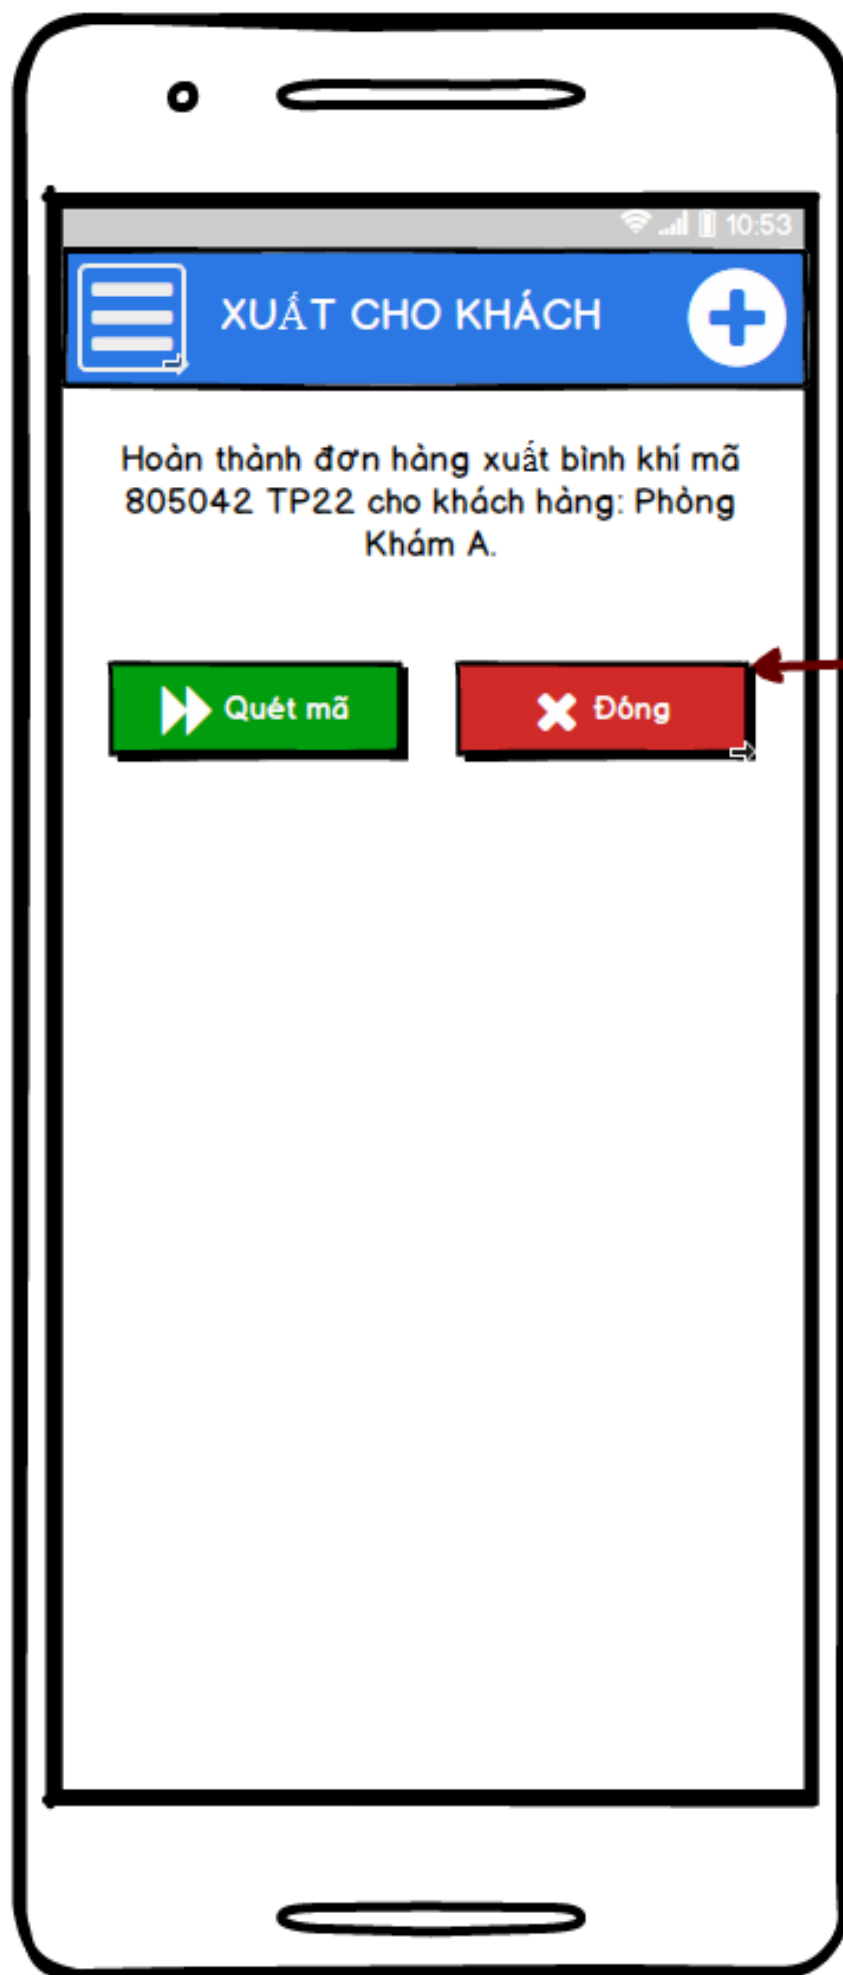 10:53
XUẤT CHO KHÁCH
Hoàn thành đơn hàng xuất bình khí mã
805042 TP22 cho khách hàng: Phòng
Khám A.
Quét mã
Đóng